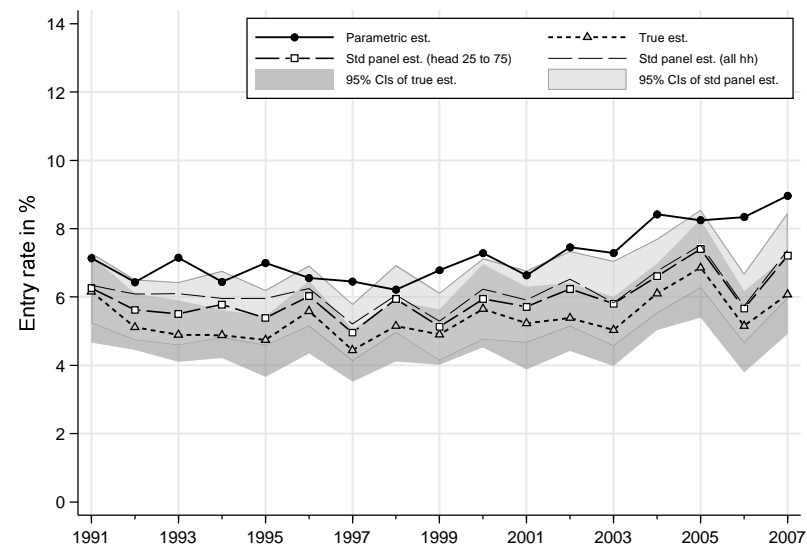 14
12
10
8
6
4
2
0
Entry rate in %
Parametric est.
True est.
Std panel est. (head 25 to 75)
Std panel est. (all hh)
95% CIs of true est.
95% CIs of std panel est.
1991 1993 1995 1997 1999 2001 2003 2005 2007